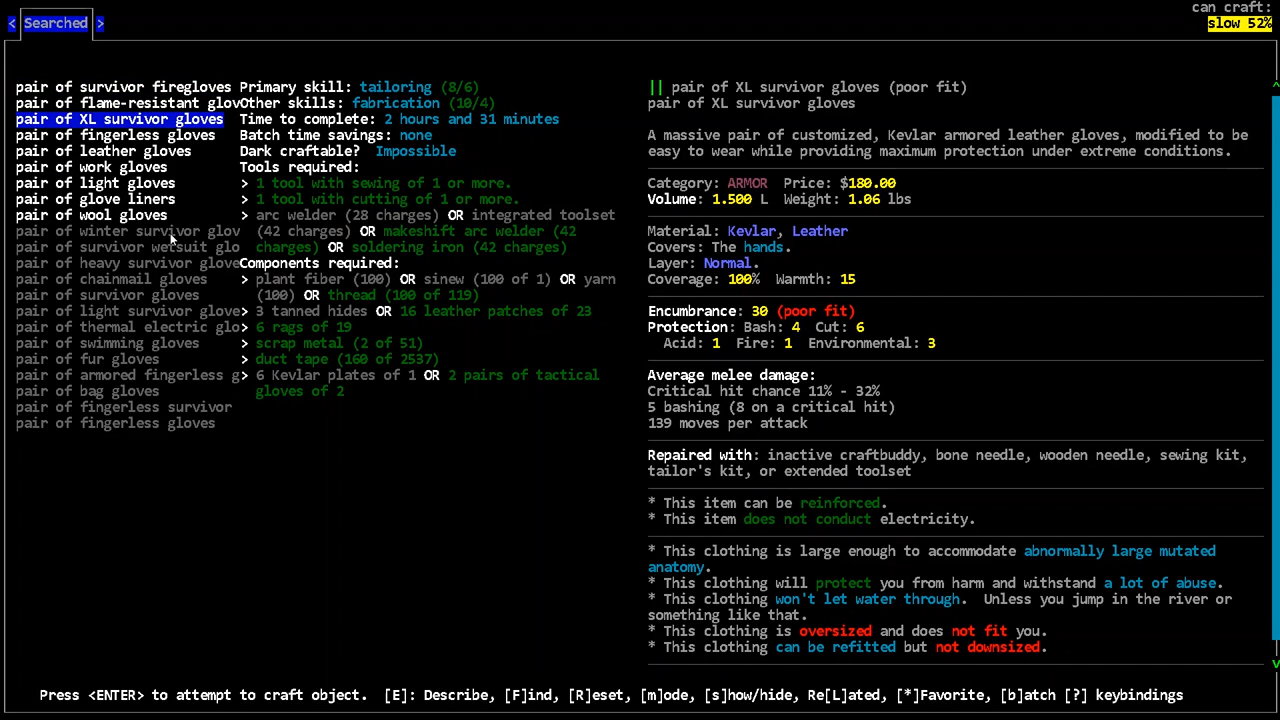 can craft:
< Searched >
slow 52%
pair of survivor firegloves
pair of flame-resistant glov
pair of XL survivor gloves
pair of fingerless gloves
pair of leather gloves
pair of work gloves
pair of light gloves
pair of glove liners
pair of wool gloves
pair of winter survivor glov
pair of survivor wetsuit glo
pair of heavy survivor glove
pair of chainmail gloves
pair of survivor gloves
pair of light survivor glove
pair of thermal electric glo
pair of swimming gloves
pair of fur gloves
pair of armored fingerless g
pair of bag gloves
pair of fingerless survivor
pair of fingerless gloves
Primary skill: tailoring (8/6)
Other skills: fabrication (10/4)
Time to complete: 2 hours and 31 minutes
Batch time savings: none
Dark craftable?  Impossible
Tools required:
> 1 tool with sewing of 1 or more.
> 1 tool with cutting of 1 or more.
> arc welder (28 charges) OR integrated toolset
(42 charges) OR makeshift arc welder (42
charges) OR soldering iron (42 charges)
Components required:
> plant fiber (100) OR sinew (100 of 1) OR yarn
(100) OR thread (100 of 119)
> 3 tanned hides OR 16 leather patches of 23
> 6 rags of 19
> scrap metal (2 of 51)
> duct tape (160 of 2537)
> 6 Kevlar plates of 1 OR 2 pairs of tactical
gloves of 2
|| pair of XL survivor gloves (poor fit)
pair of XL survivor gloves
A massive pair of customized, Kevlar armored leather gloves, modified to be
easy to wear while providing maximum protection under extreme conditions.
Category: ARMOR  Price: $180.00
Volume: 1.500 L  Weight: 1.06 lbs
Material: Kevlar, Leather
Covers: The hands.
Layer: Normal.
Coverage: 100%  Warmth: 15
Encumbrance: 30 (poor fit)
Protection: Bash: 4  Cut: 6
Acid: 1  Fire: 1  Environmental: 3
Average melee damage:
Critical hit chance 11% - 32%
5 bashing (8 on a critical hit)
139 moves per attack
Repaired with: inactive craftbuddy, bone needle, wooden needle, sewing kit,
tailor's kit, or extended toolset
* This item can be reinforced.
* This item does not conduct electricity.
* This clothing is large enough to accommodate abnormally large mutated
anatomy.
* This clothing will protect you from harm and withstand a lot of abuse.
* This clothing won't let water through.  Unless you jump in the river or
something like that.
* This clothing is oversized and does not fit you.
* This clothing can be refitted but not downsized.
Press <ENTER> to attempt to craft object.  [E]: Describe, [F]ind, [R]eset, [m]ode, [s]how/hide, Re[L]ated, [*]Favorite, [b]atch [?] keybindings